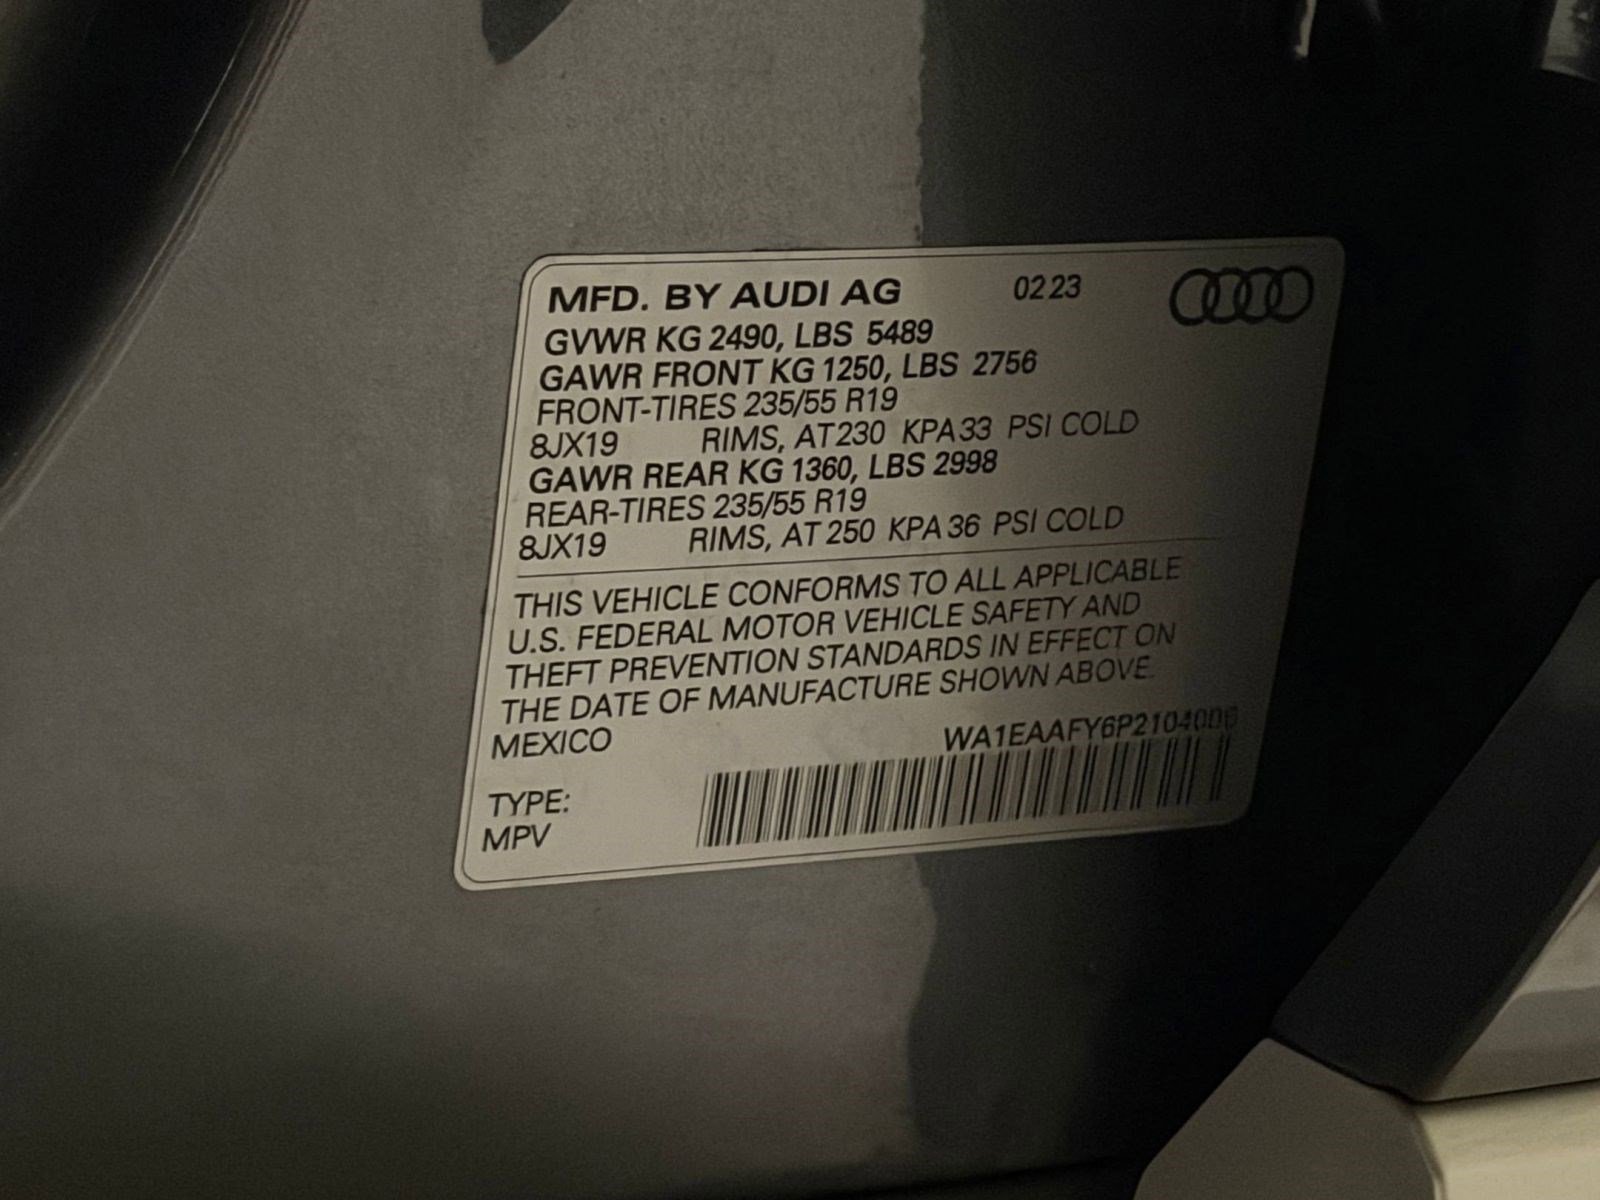 MFD. BY AUDI AG 02 23
GVWR KG 2490, LBS 5489
GAWR FRONT KG 1250, LBS 2756
FRONT-TIRES 235/55 R19
8JX19 RIMS, AT 230 KPA 33 PSI COLD
GAWR REAR KG 1360, LBS 2998
REAR-TIRES 235/55 R19
8JX19 RIMS, AT 250 KPA 36 PSI COLD
THIS VEHICLE CONFORMS TO ALL APPLICABLE
U.S. FEDERAL MOTOR VEHICLE SAFETY AND
THEFT PREVENTION STANDARDS IN EFFECT ON
THE DATE OF MANUFACTURE SHOWN ABOVE.
MEXICO
TYPE:
MPV